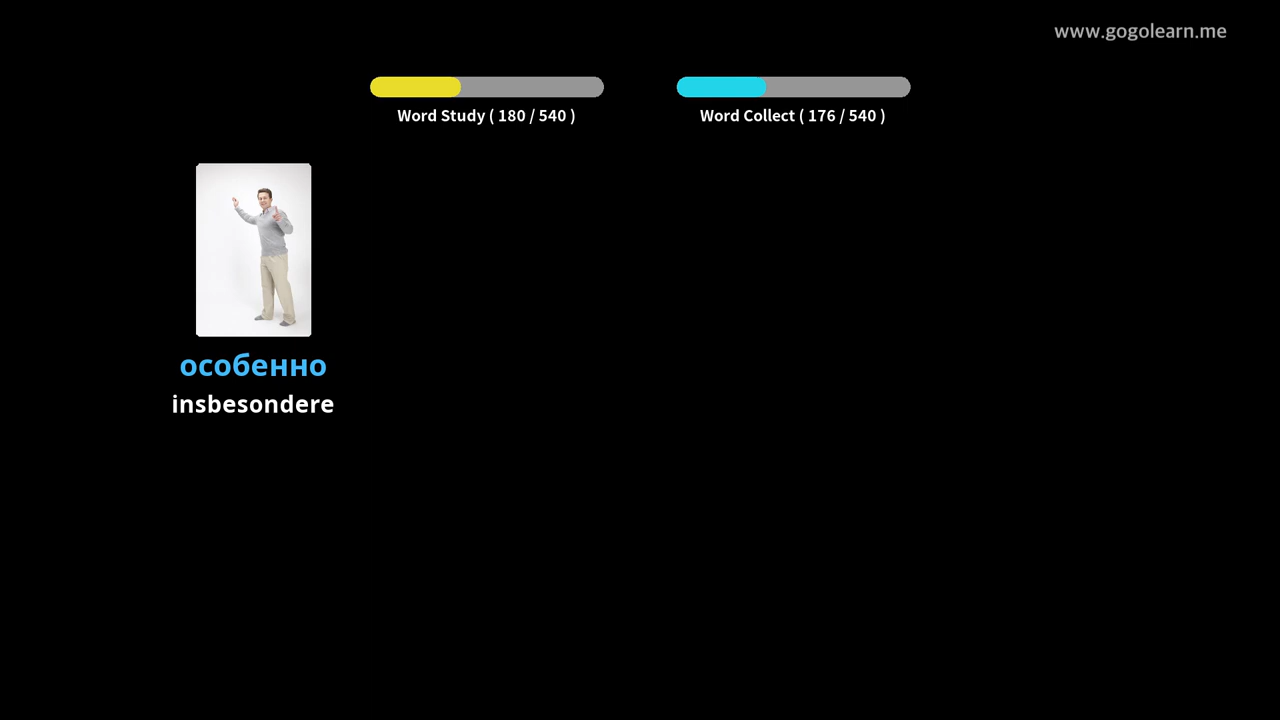 www.gogolearn.me
Word Study ( 180 / 540 )
Word Collect ( 176 / 540 )
особенно
insbesondere